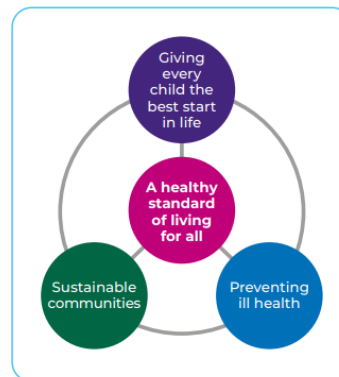 Giving
every
child the
best start
in life
A healthy
standard
of living
for all
Sustainable
communities
Preventing
ill health